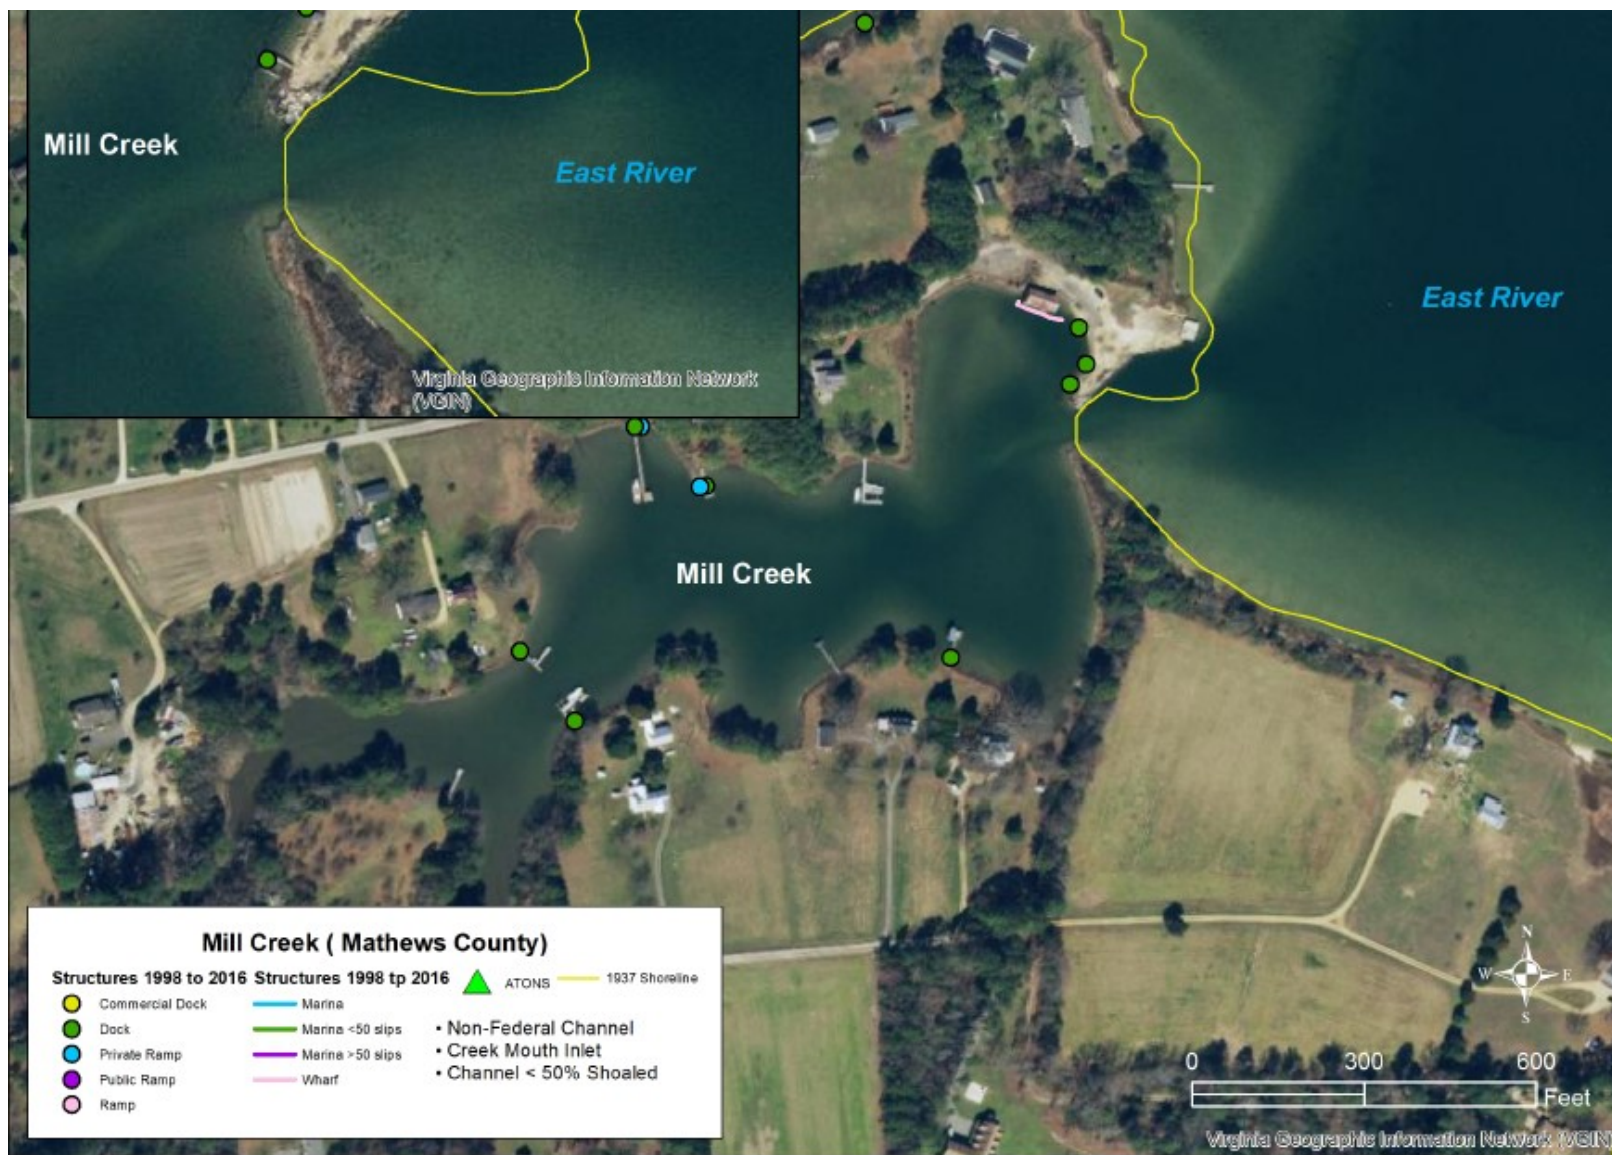 Mill Creek
East River
Virginia Geographis Information Network
(VGIN)
East River
Mill Creek
Mill Creek ( Mathews County)
Structures 1998 to 2016
Commercial Dock
Dock
Private Ramp
Public Ramp
Ramp
Structures 1998 tp 2016
Marina
Marina <50 slips
Marina >50 slips
Wharf
ATONS
1937 Shoreline
• Non-Federal Channel
• Creek Mouth Inlet
• Channel < 50% Shoaled
N
W E
S
0 300 600
Feet
Virginia Geographis Information Network (VGIN)